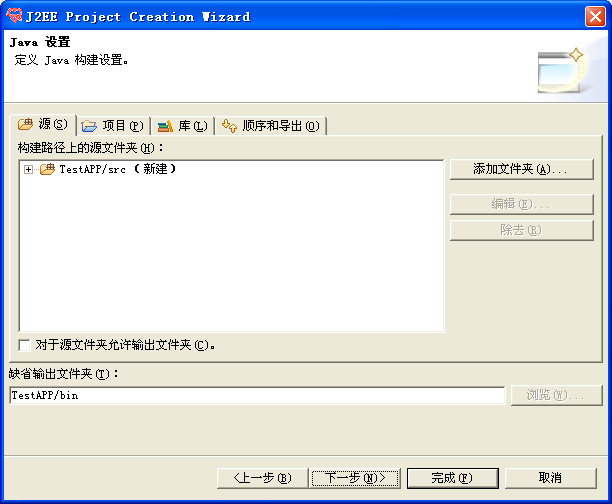 J2EE Project Creation Wizard
Java 设置
定义 Java 构建设置。
源(S) 项目(P) 库(L) 顺序和导出(O)
构建路径上的源文件夹(H)：
TestAPP/src（新建）
添加文件夹(A)...
编辑(E)...
除去(R)
对于源文件夹允许输出文件夹(C)。
缺省输出文件夹(T)：
TestAPP/bin
浏览(W)...
<上一步(B) 下一步(N)> 完成(F) 取消